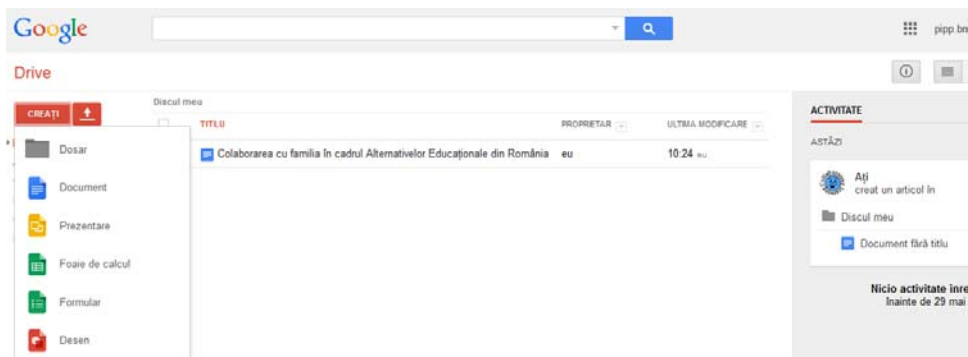 Google
pipp.bn
Drive
CREAȚI
Discul meu
TITLU PROPRIETAR ULTIMA MODIFICARE
Colaborarea cu familia în cadrul Alternativelor Educaționale din România eu 10:24 eu
Dosar
Document
Prezentare
Foaie de calcul
Formular
Desen
ACTIVITATE
ASTĂZI
Ați
creat un articol în
Discul meu
Document fără titlu
Nicio activitate înre
Înainte de 29 mai